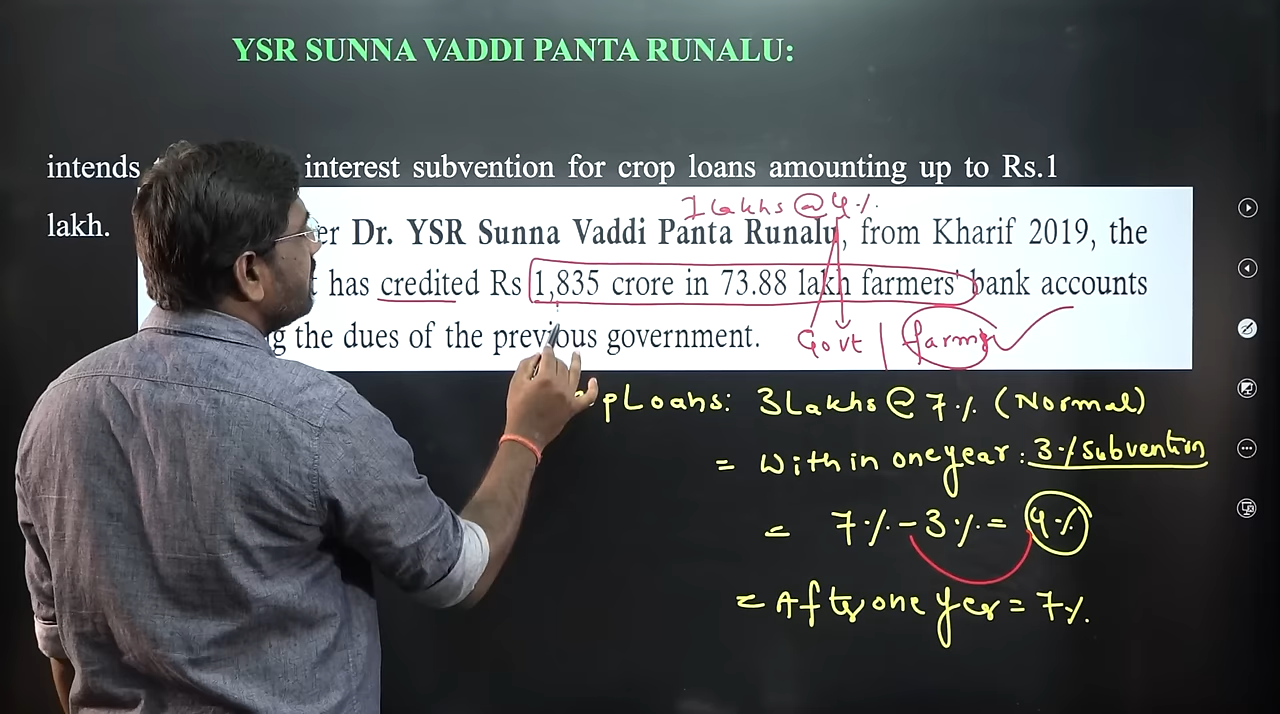 YSR SUNNA VADDI PANTA RUNALU:
intends interest subvention for crop loans amounting up to Rs.1
lakh.
1 Lakhs @ 4%
er Dr. YSR Sunna Vaddi Panta Runalu, from Kharif 2019, the
t has credited Rs 1,835 crore in 73.88 lakh farmers' bank accounts
g the dues of the previous government.
Govt | farmer
pLoans: 3Lakhs @ 7% (Normal)
= With in one year: 3% Subvention
= 7% - 3% = 4%
= After one yer = 7%